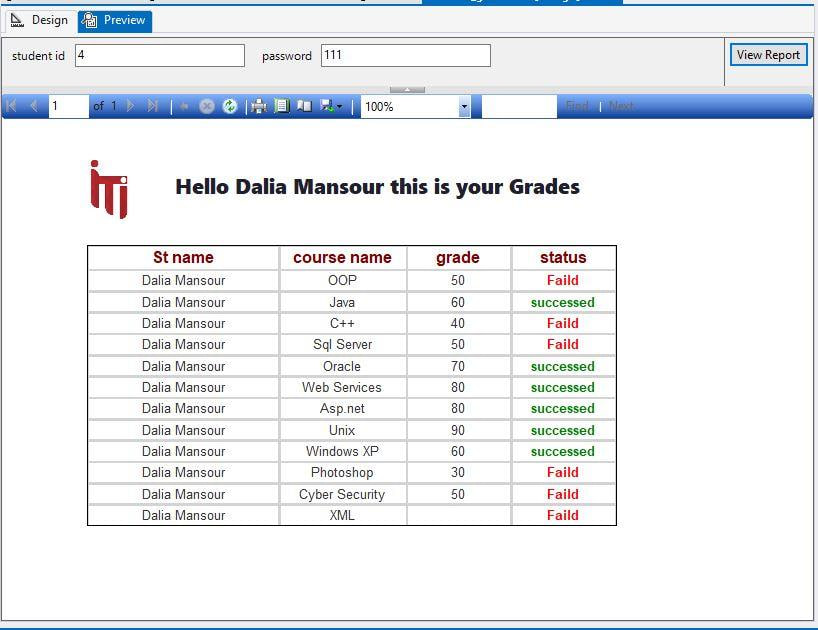 Design Preview
student id 4 password 111 View Report
1 of 1 100% Find | Next
iTi
Hello Dalia Mansour this is your Grades
St name course name grade status
Dalia Mansour OOP 50 Faild
Dalia Mansour Java 60 successed
Dalia Mansour C++ 40 Faild
Dalia Mansour Sql Server 50 Faild
Dalia Mansour Oracle 70 successed
Dalia Mansour Web Services 80 successed
Dalia Mansour Asp.net 80 successed
Dalia Mansour Unix 90 successed
Dalia Mansour Windows XP 60 successed
Dalia Mansour Photoshop 30 Faild
Dalia Mansour Cyber Security 50 Faild
Dalia Mansour XML Faild